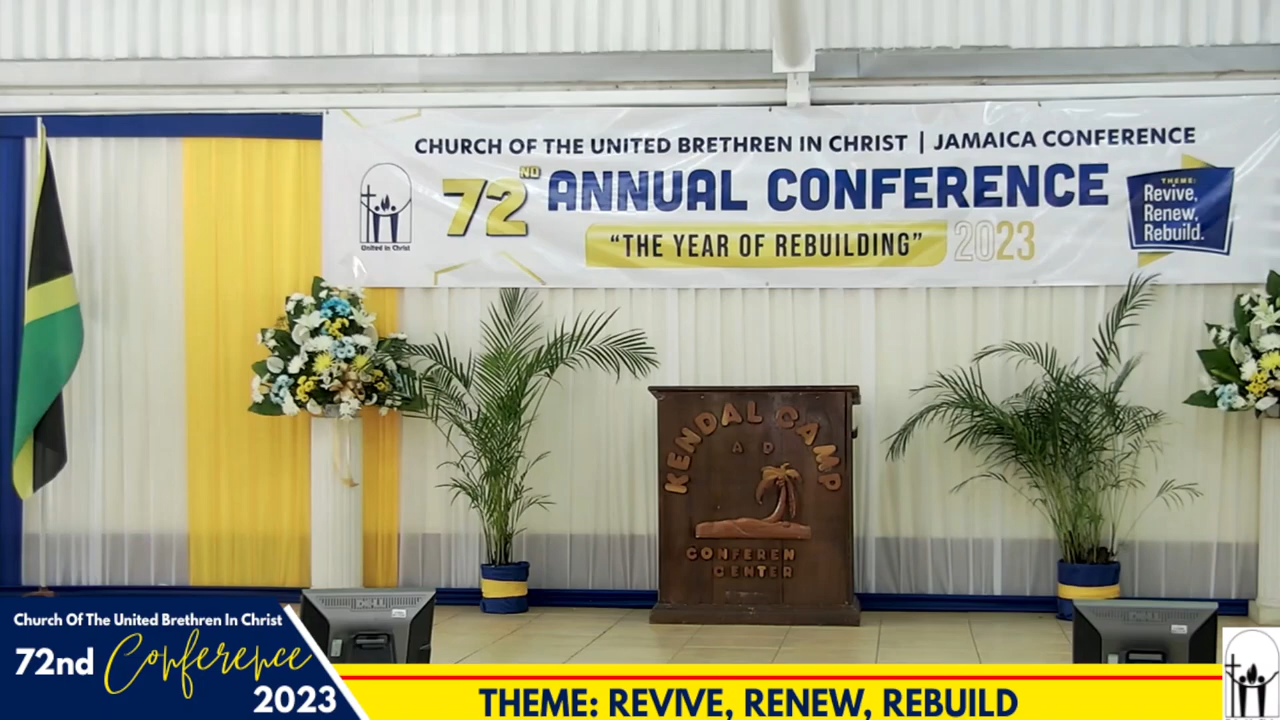 CHURCH OF THE UNITED BRETHREN IN CHRIST | JAMAICA CONFERENCE
72ND ANNUAL CONFERENCE
"THE YEAR OF REBUILDING" 2023
United in Christ
THEME:
Revive,
Renew,
Rebuild.
KENDAL CAMP
A D
CONFEREN
CENTER
DELL
Church Of The United Brethren In Christ
72nd Conference
2023
THEME: REVIVE, RENEW, REBUILD